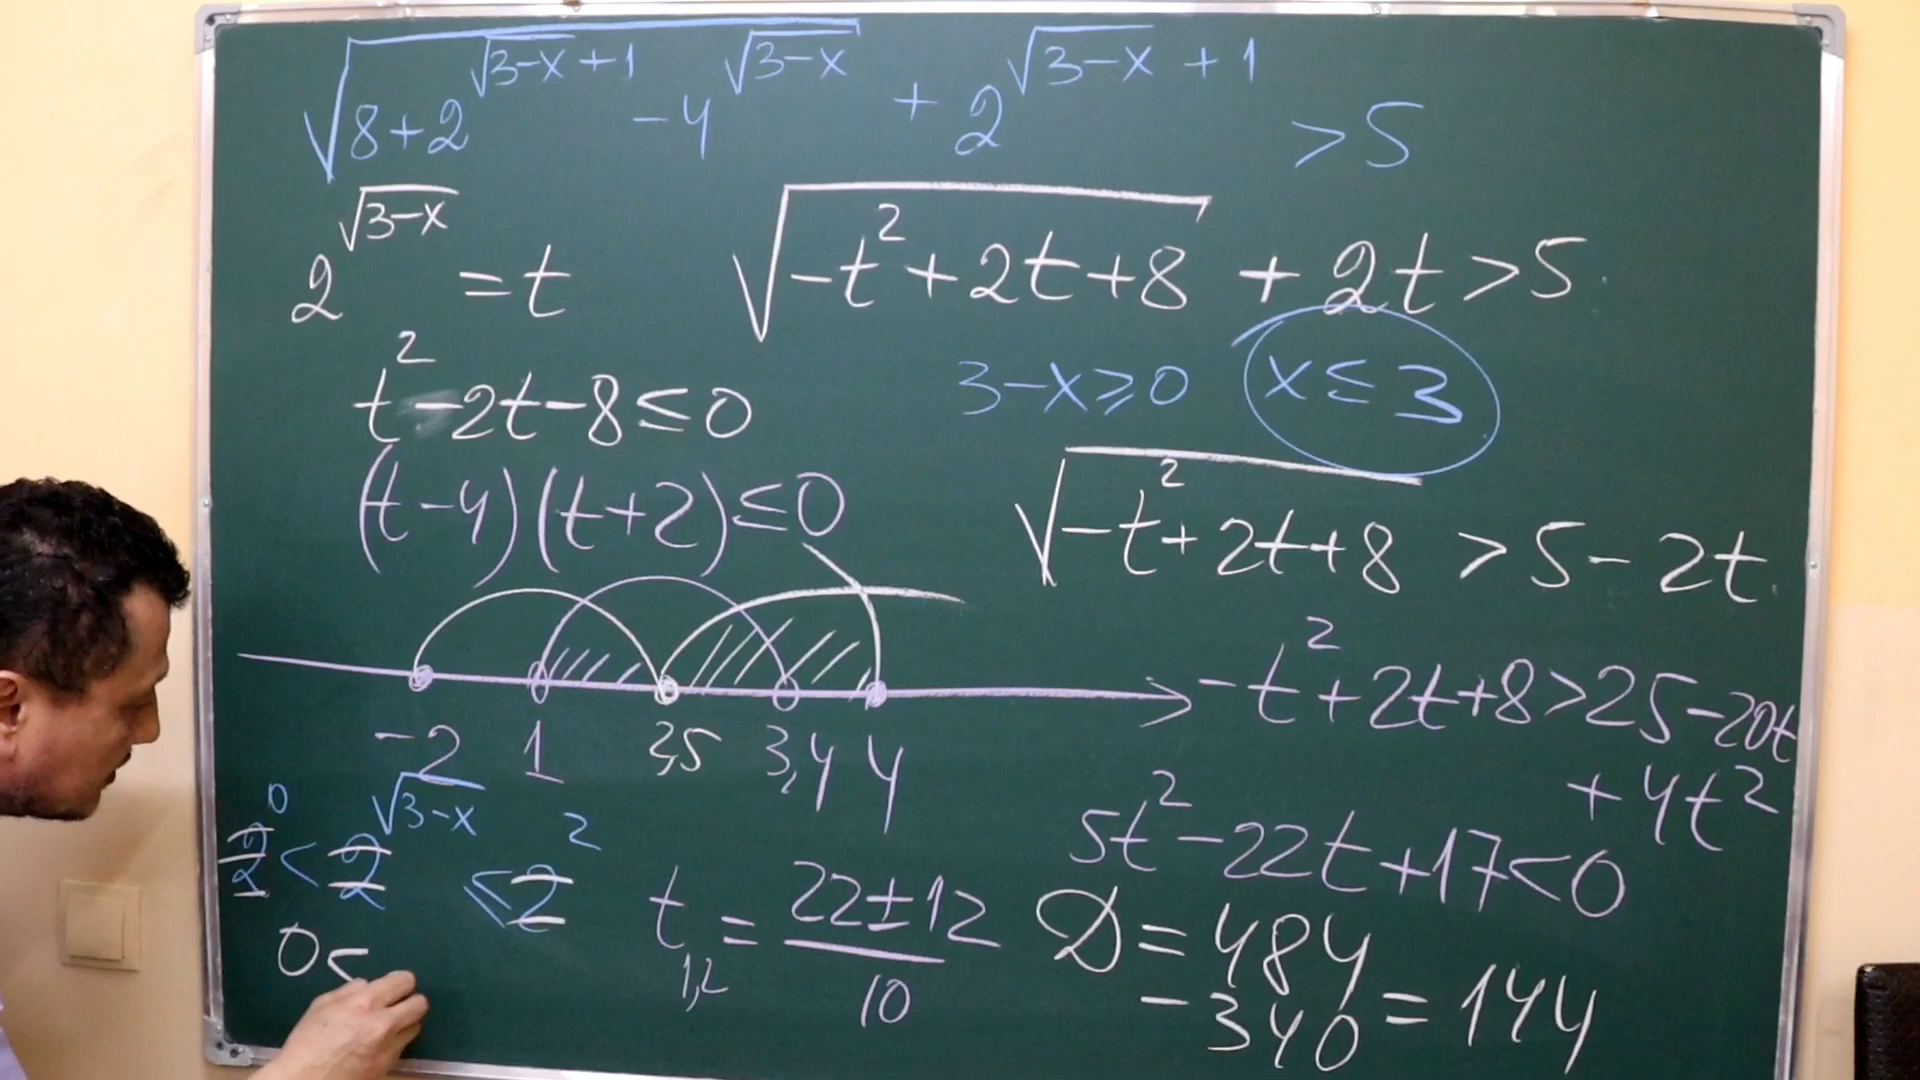 √(8+2^(√(3-x)+1) -4^√(3-x)) + 2^(√(3-x)+1) >5
2^√(3-x) =t √(-t²+2t+8) + 2t>5
t²-2t-8≤0 3-x≥0 x≤3
(t-4)(t+2)≤0 √(-t²+2t+8) >5-2t
-2 1 2,5 3,4 4 -t²+2t+8>25-20t
+4t²
2^0 < 2^√(3-x) ≤2^2 5t²-22t+17<0
t1,2 = (22±12)/10 D=484
0<
-340 =144